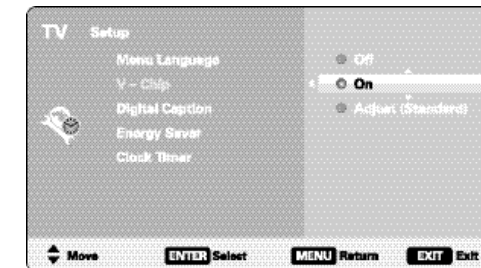 TV Setup
Menu Language
Off
V - Chip
On
Digital Caption
Adjust (Standard)
Energy Saver
Clock Timer
Move ENTER Select MENU Return EXIT Exit